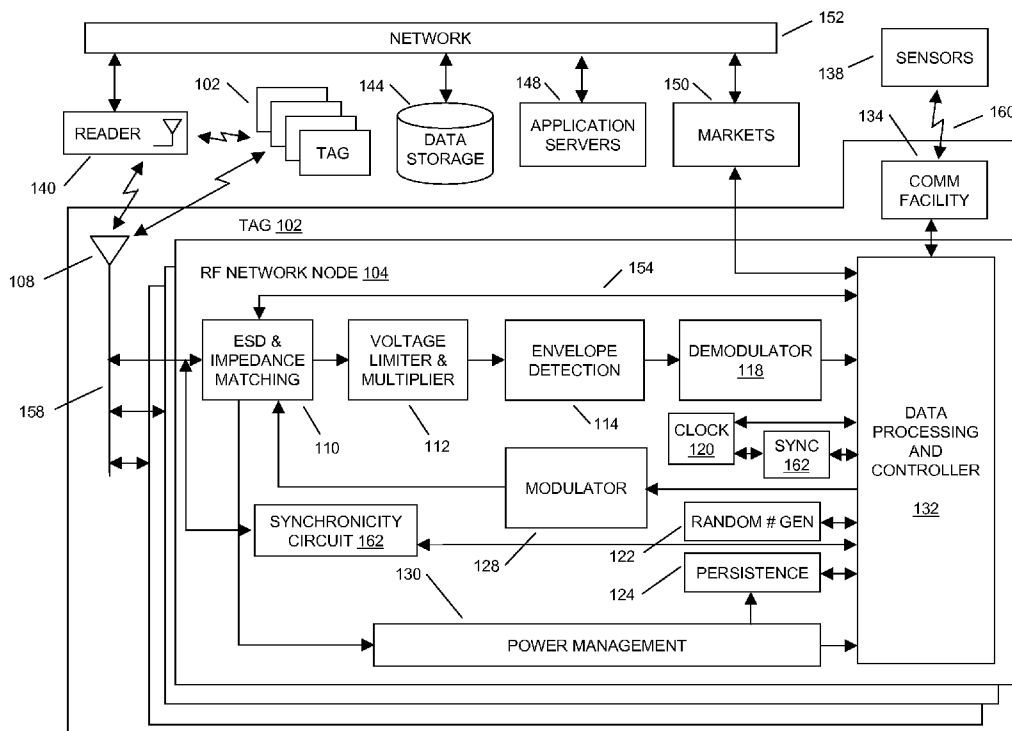 NETWORK
152
SENSORS
138
102
144
148
150
134
160
READER
TAG
DATA
STORAGE
APPLICATION
SERVERS
MARKETS
140
COMM
FACILITY
TAG 102
108
RF NETWORK NODE 104
154
ESD &
IMPEDANCE
MATCHING
VOLTAGE
LIMITER &
MULTIPLIER
ENVELOPE
DETECTION
DEMODULATOR
118
158
110
112
114
CLOCK
120
SYNC
162
DATA
PROCESSING
AND
CONTROLLER
132
MODULATOR
SYNCHRONICITY
CIRCUIT 162
RANDOM # GEN
122
128
130
124
PERSISTENCE
POWER MANAGEMENT